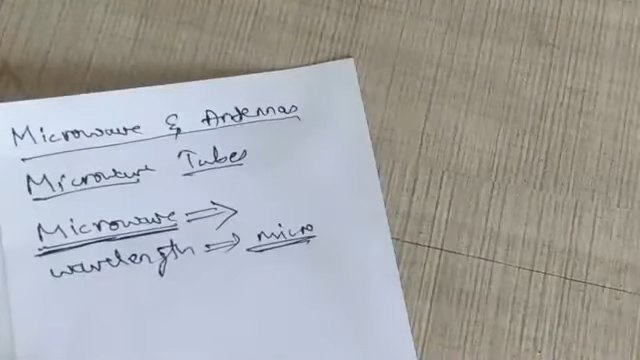 Microwave & Antennas
Microwave Tubes
Microwave ⇒
wavelength ⇒ micro